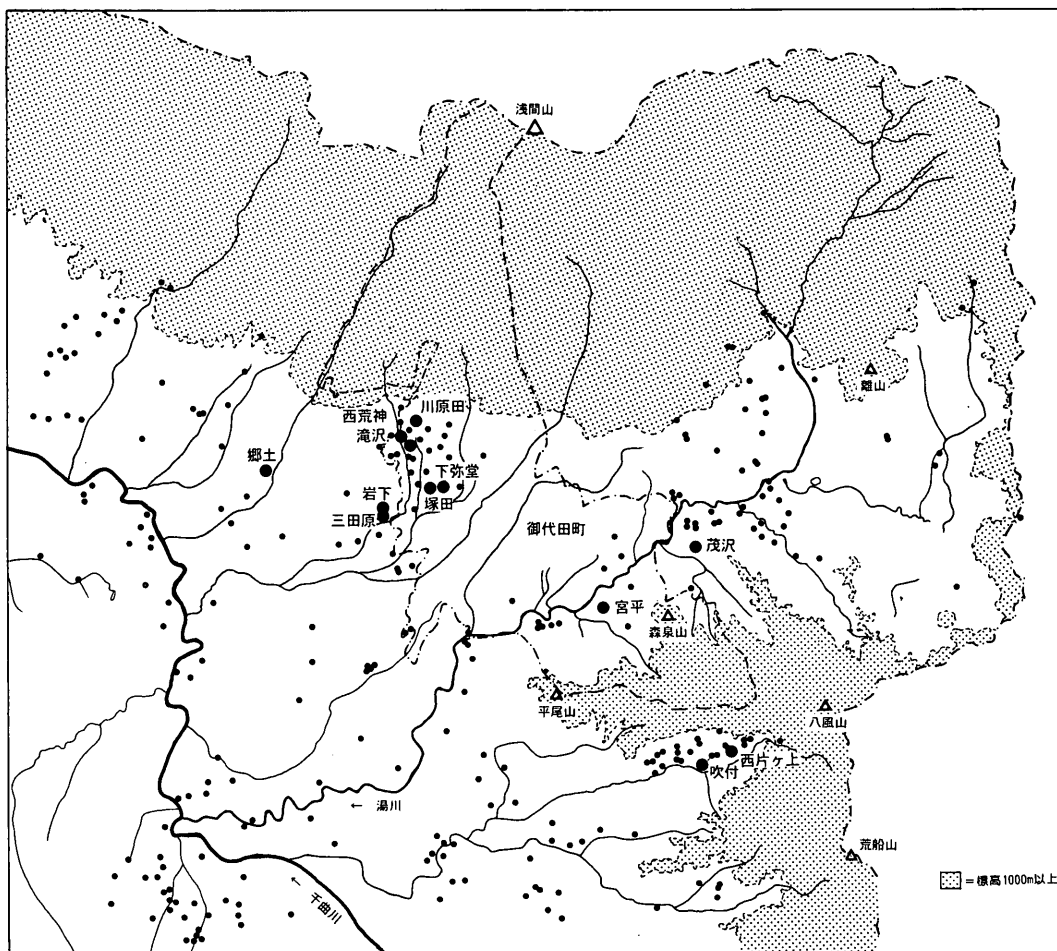 浅間山
離山
西荒神
川原田
滝沢
郷土
下弥堂
岩下
塚田
三田原
御代田町
茂沢
宮平
森泉山
平尾山
八風山
西片ヶ上
吹付
← 湯川
荒船山
=標高1000m以上
← 千曲川